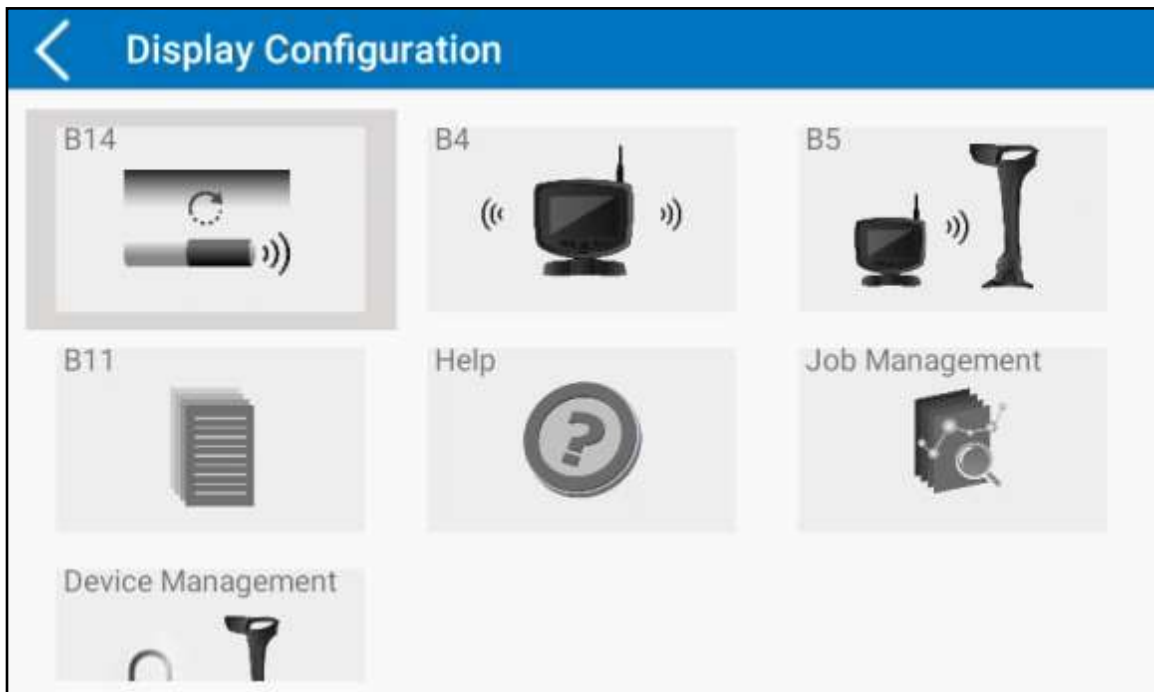 Display Configuration
B14
B4
B5
B11
Help
Job Management
Device Management